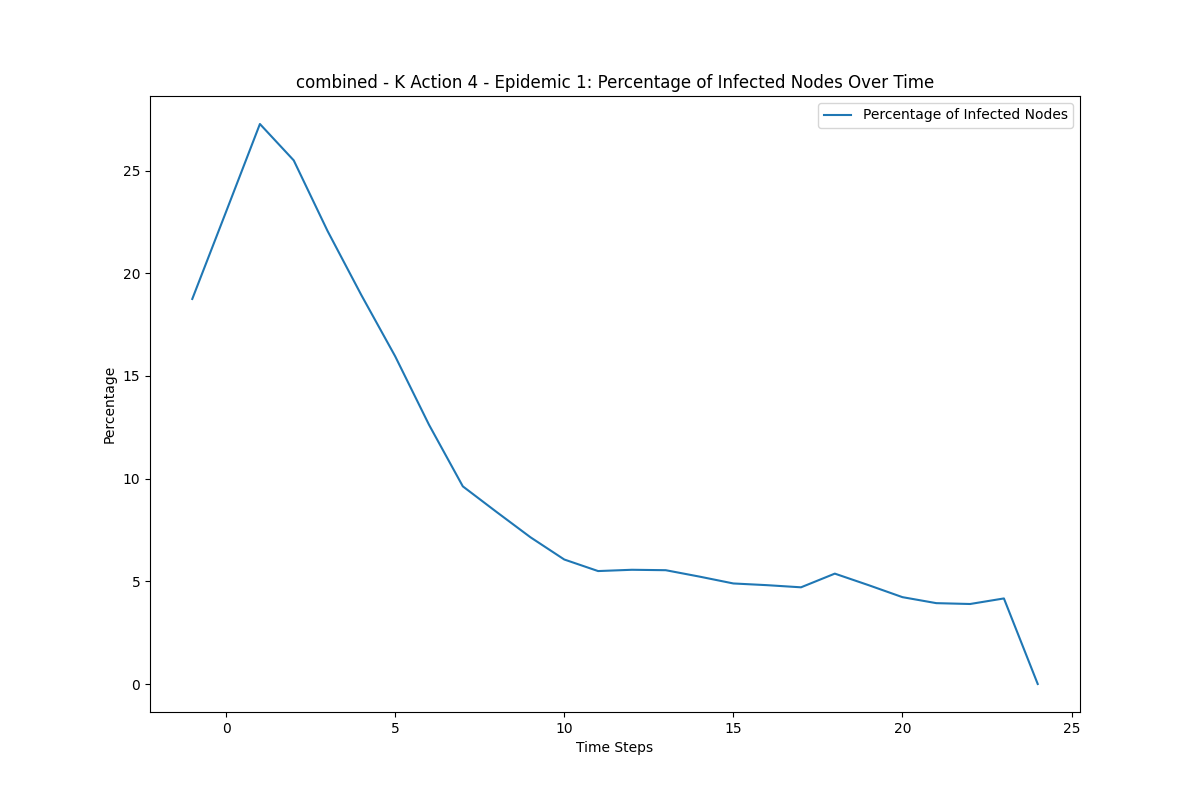 combined - K Action 4 - Epidemic 1: Percentage of Infected Nodes Over Time
Percentage of Infected Nodes
25
20
15
10
5
0
Percentage
0 5 10 15 20 25
Time Steps